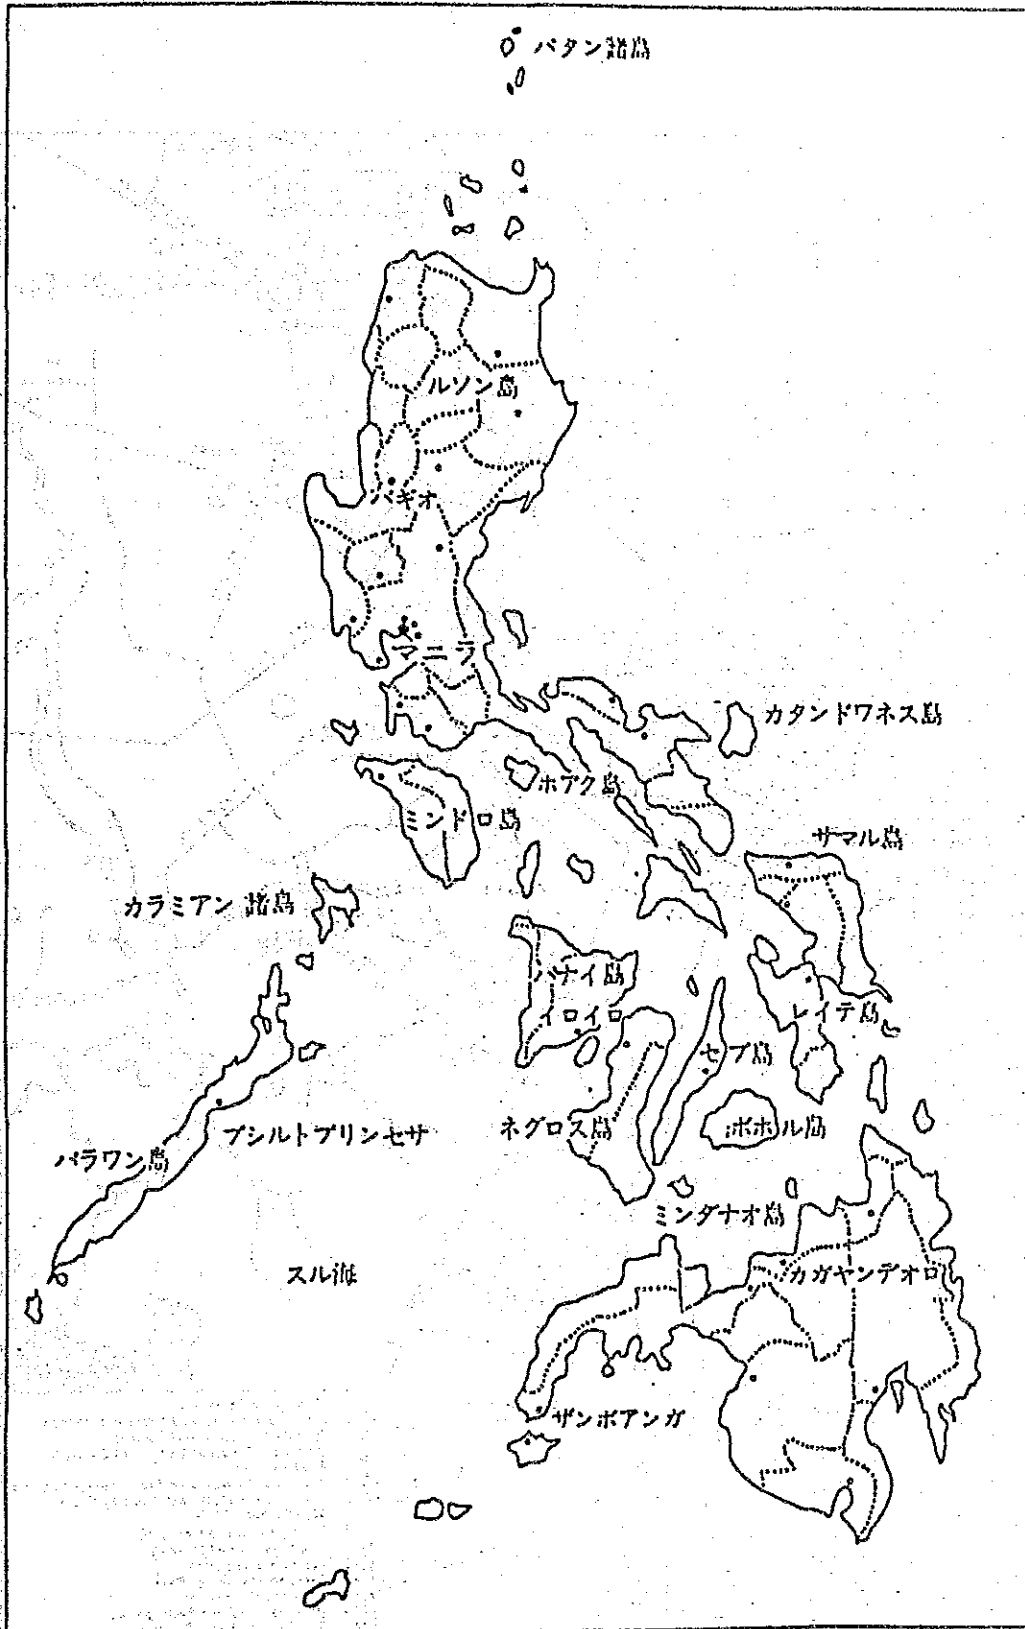 バタン諸島
ルソン島
バギオ
マニラ
カタンドワネス島
ホアク島
ミンドロ島
サマル島
カラミアン諸島
パナイ島
レイテ島
イロイロ
セブ島
ネグロス島
ボホル島
プシルトプリンセサ
パラワン島
ミンダナオ島
スル海
カガヤンデオロ
ザンボアンガ